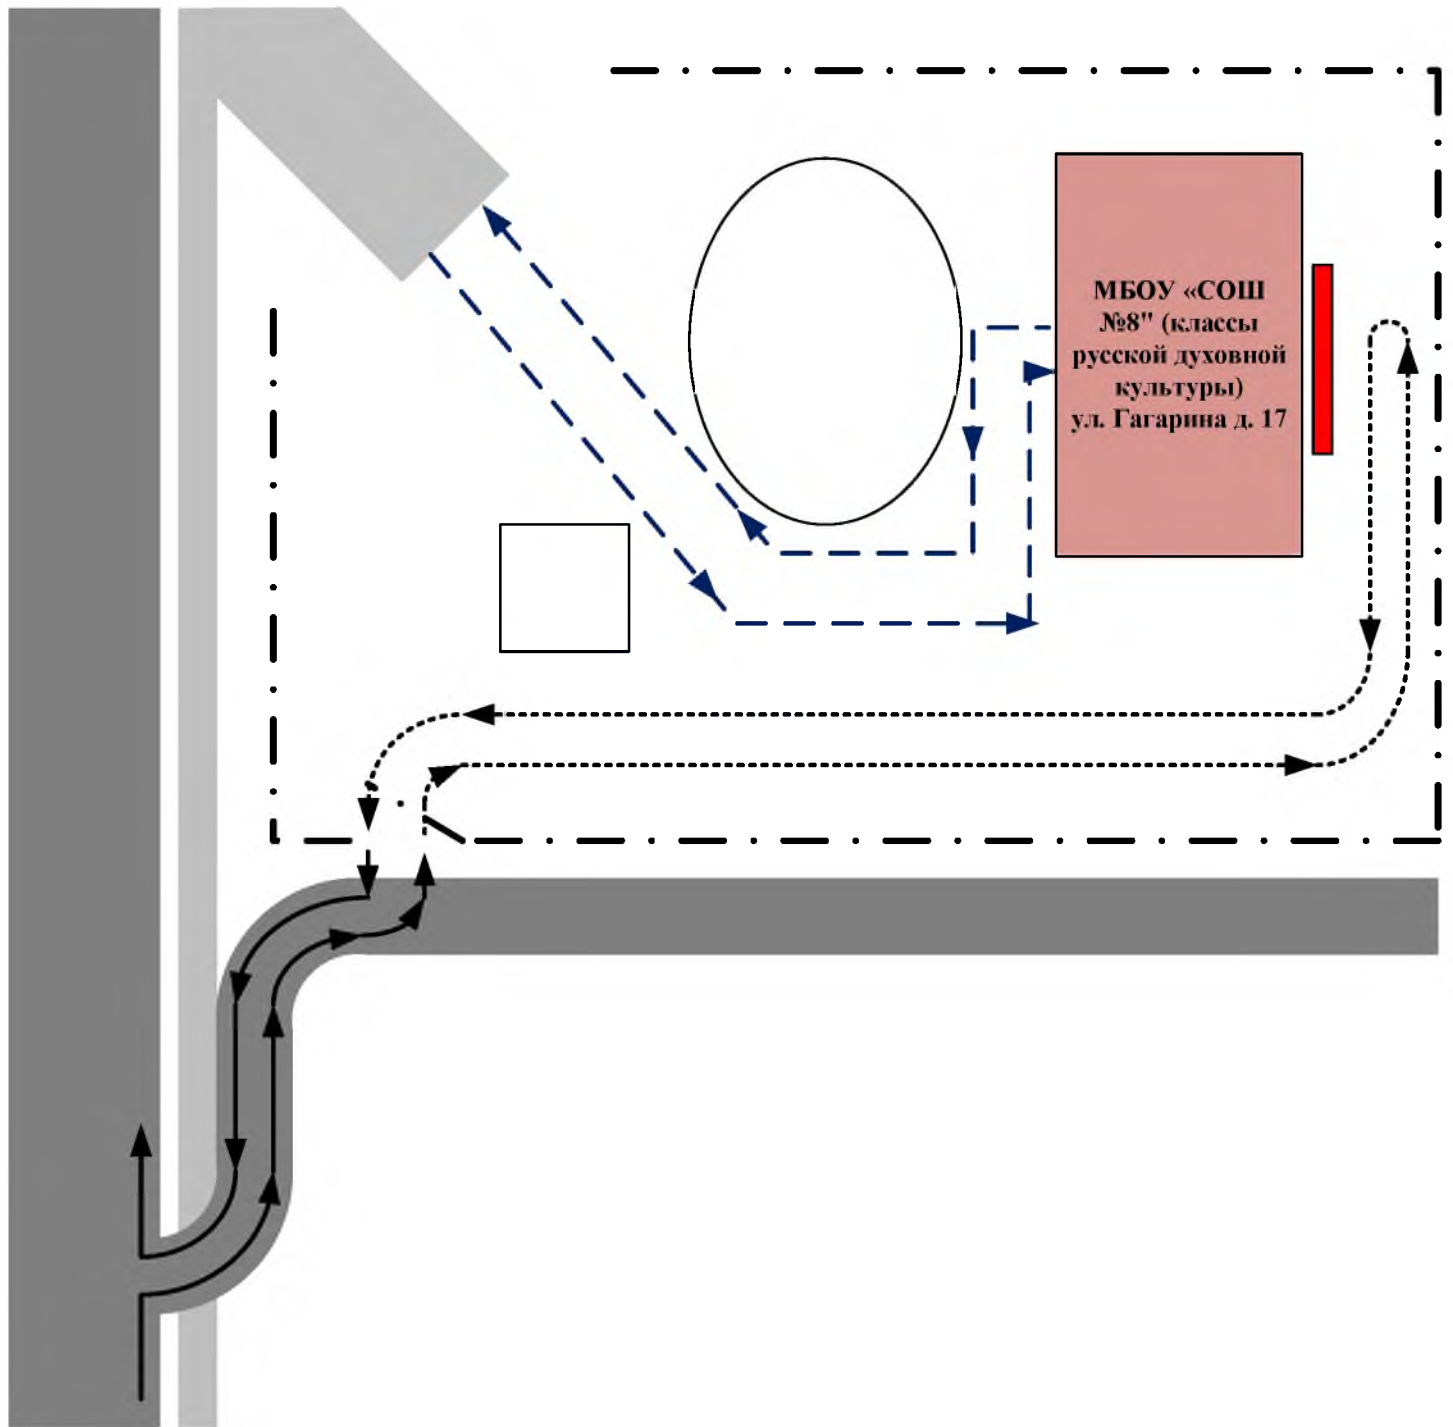 МБОУ «СОШ
№8" (классы
русской духовной
культуры)
ул. Гагарина д. 17